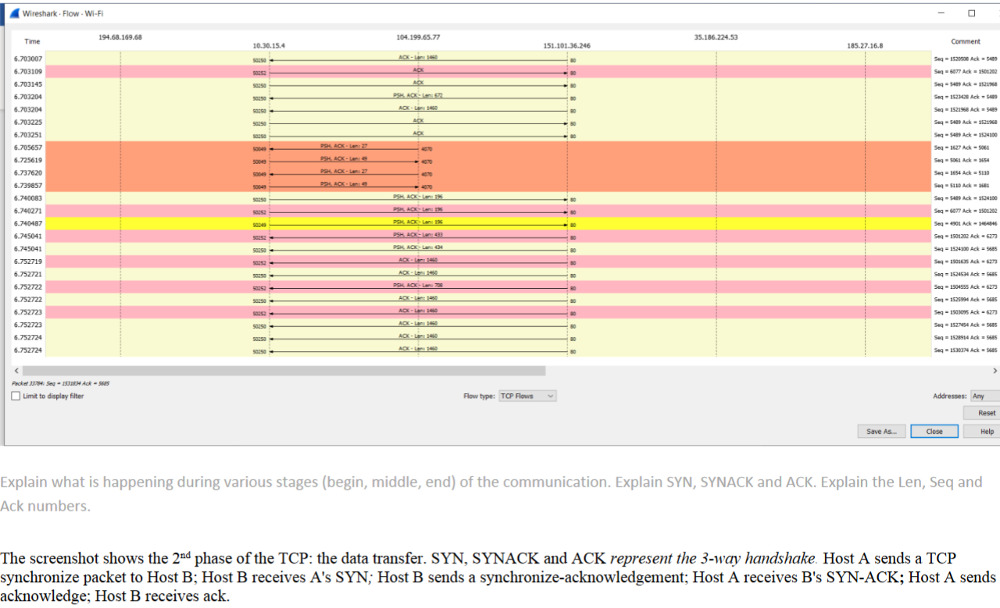 Wireshark · Flow · Wi-Fi
Time 194.68.169.68 10.30.15.4 104.199.65.77 151.101.36.246 35.186.224.53 185.27.16.8 Comment
6.703007 50250 ACK - Len: 1460 80 Seq = 1520508 Ack = 5489
6.703109 50252 ACK 80 Seq = 6077 Ack = 1501202
6.703145 50250 ACK 80 Seq = 5489 Ack = 1521968
6.703204 50250 PSH, ACK - Len: 672 80 Seq = 1523428 Ack = 5489
6.703204 50250 ACK - Len: 1460 80 Seq = 1521968 Ack = 5489
6.703225 50250 ACK 80 Seq = 5489 Ack = 1521968
6.703251 50250 ACK 80 Seq = 5489 Ack = 1524100
6.705657 50049 PSH, ACK - Len: 27 4070 Seq = 1627 Ack = 5061
6.725619 50049 PSH, ACK - Len: 49 4070 Seq = 5061 Ack = 1654
6.737620 50049 PSH, ACK - Len: 27 4070 Seq = 1654 Ack = 5110
6.739857 50049 PSH, ACK - Len: 49 4070 Seq = 5110 Ack = 1681
6.740083 50250 PSH, ACK - Len: 196 80 Seq = 5489 Ack = 1524100
6.740271 50252 PSH, ACK - Len: 196 80 Seq = 6077 Ack = 1501202
6.740487 50249 PSH, ACK - Len: 196 80 Seq = 4901 Ack = 1464846
6.745041 50252 PSH, ACK - Len: 433 80 Seq = 1501202 Ack = 6273
6.745041 50250 PSH, ACK - Len: 434 80 Seq = 1524100 Ack = 5685
6.752719 50252 ACK - Len: 1460 80 Seq = 1501635 Ack = 6273
6.752721 50250 ACK - Len: 1460 80 Seq = 1524534 Ack = 5685
6.752722 50252 PSH, ACK - Len: 708 80 Seq = 1504555 Ack = 6273
6.752722 50250 ACK - Len: 1460 80 Seq = 1525994 Ack = 5685
6.752723 50252 ACK - Len: 1460 80 Seq = 1503095 Ack = 6273
6.752723 50250 ACK - Len: 1460 80 Seq = 1527454 Ack = 5685
6.752724 50250 ACK - Len: 1460 80 Seq = 1528914 Ack = 5685
6.752724 50250 ACK - Len: 1460 80 Seq = 1530374 Ack = 5685
Packet 33784: Seq = 1531834 Ack = 5685
Limit to display filter Flow type: TCP Flows Addresses: Any
Reset
Save As... Close Help
Explain what is happening during various stages (begin, middle, end) of the communication. Explain SYN, SYNACK and ACK. Explain the Len, Seq and
Ack numbers.
The screenshot shows the 2nd phase of the TCP: the data transfer. SYN, SYNACK and ACK represent the 3-way handshake. Host A sends a TCP
synchronize packet to Host B; Host B receives A's SYN; Host B sends a synchronize-acknowledgement; Host A receives B's SYN-ACK; Host A sends
acknowledge; Host B receives ack.